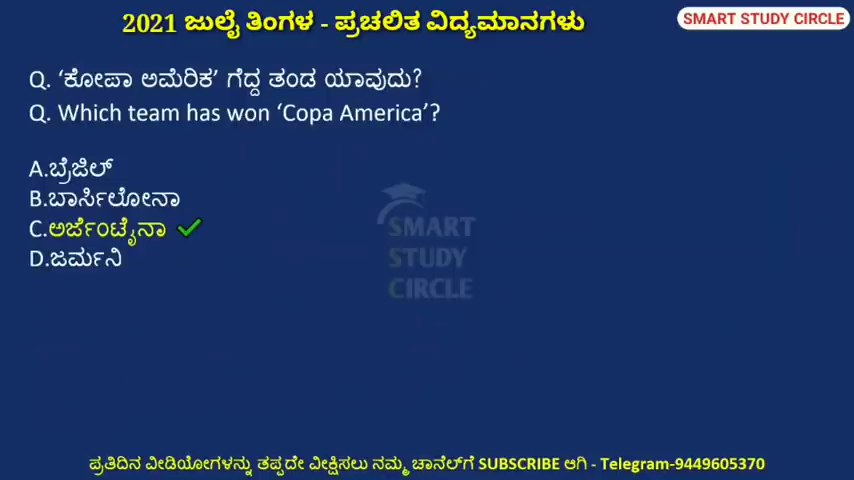 2021 ಜುಲೈ ತಿಂಗಳ - ಪ್ರಚಲಿತ ವಿದ್ಯಮಾನಗಳು
SMART STUDY CIRCLE
Q. ‘ಕೋಪಾ ಅಮೆರಿಕ’ ಗೆದ್ದ ತಂಡ ಯಾವುದು?
Q. Which team has won ‘Copa America’?
A.ಬ್ರೆಜಿಲ್
B.ಬಾರ್ಸಿಲೋನಾ
C.ಅರ್ಜೆಂಟೈನಾ
D.ಜರ್ಮನಿ
SMART
STUDY
CIRCLE
ಪ್ರತಿದಿನ ವೀಡಿಯೋಗಳನ್ನು ತಪ್ಪದೇ ವೀಕ್ಷಿಸಲು ನಮ್ಮ ಚಾನೆಲ್‌ಗೆ SUBSCRIBE ಆಗಿ - Telegram-9449605370